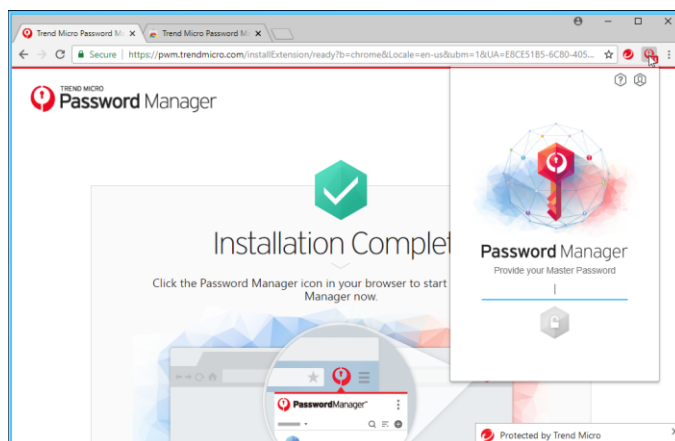 Trend Micro Password M
Trend Micro Password M
Secure | https://pwm.trendmicro.com/installExtension/ready?b=chrome&Locale=en-us&ubm=1&UA=E8CE51B5-6C80-405...
TREND MICRO
Password Manager
Installation Complet
Click the Password Manager icon in your browser to start
Manager now.
PasswordManager
Password Manager
Provide your Master Password
Protected by Trend Micro